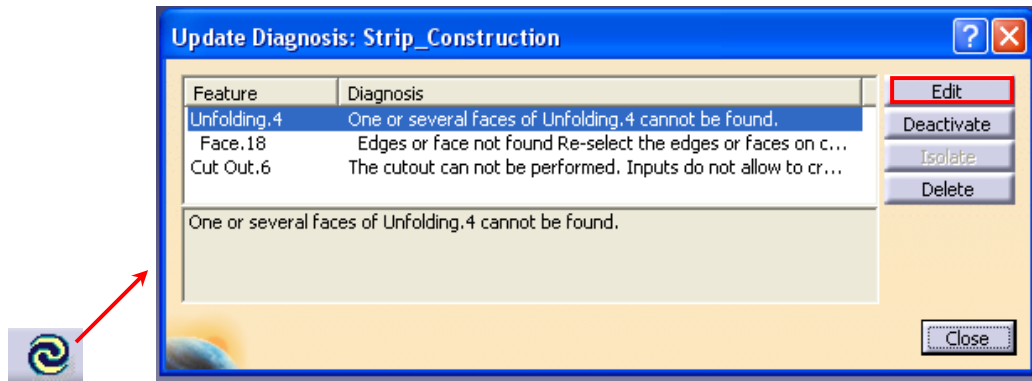 Update Diagnosis: Strip_Construction
Feature Diagnosis
Unfolding.4 One or several faces of Unfolding.4 cannot be found.
Face.18 Edges or face not found Re-select the edges or faces on c...
Cut Out.6 The cutout can not be performed. Inputs do not allow to cr...
One or several faces of Unfolding.4 cannot be found.
Edit
Deactivate
Isolate
Delete
Close